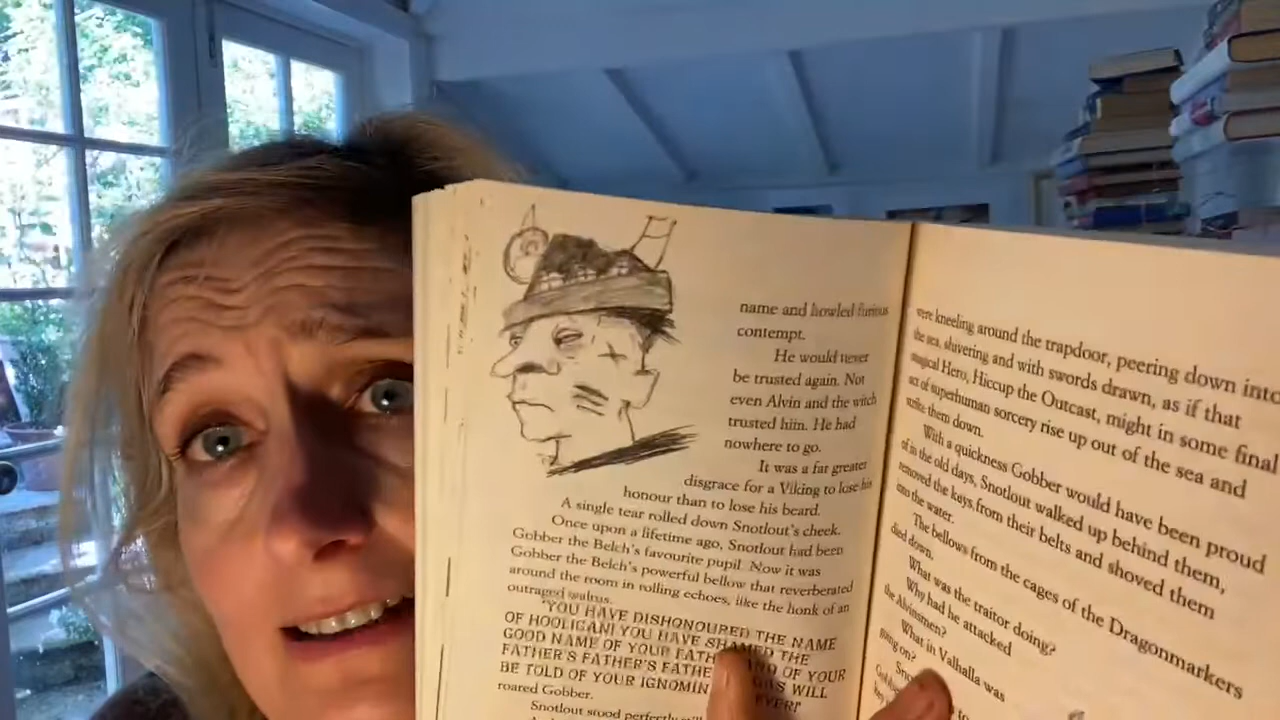 name and howled furious
contempt.
He would never
be trusted again. Not
even Alvin and the witch
trusted him. He had
nowhere to go.
It was a far greater
disgrace for a Viking to lose his
honour than to lose his beard.
A single tear rolled down Snotlout's cheek.
Once upon a lifetime ago, Snotlout had been
Gobber the Belch's favourite pupil. Now it was
Gobber the Belch's powerful bellow that reverberated
around the room in rolling echoes, like the honk of an
outraged walrus.
'YOU HAVE DISHONOURED THE NAME
OF HOOLIGAN! YOU HAVE SHAMED THE
GOOD NAME OF YOUR AND OF YOUR
FATHER'S FATHER'S WILL
BE TOLD OF YOUR
roared Gobber.
Snotlout stood perfectly still
were kneeling around the trapdoor, peering down into
the sea, shivering and with swords drawn, as if that
magical Hero, Hiccup the Outcast, might in some final
act of superhuman sorcery rise up out of the sea and
strike them down.
With a quickness Gobber would have been proud
of in the old days, Snotlout walked up behind them,
removed the keys from their belts and shoved them
into the water.
The bellows from the cages of the Dragonmarkers
died down.
What was the traitor doing?
Why had he attacked
the Alvinsmen?
What in Valhalla was
going on?
to